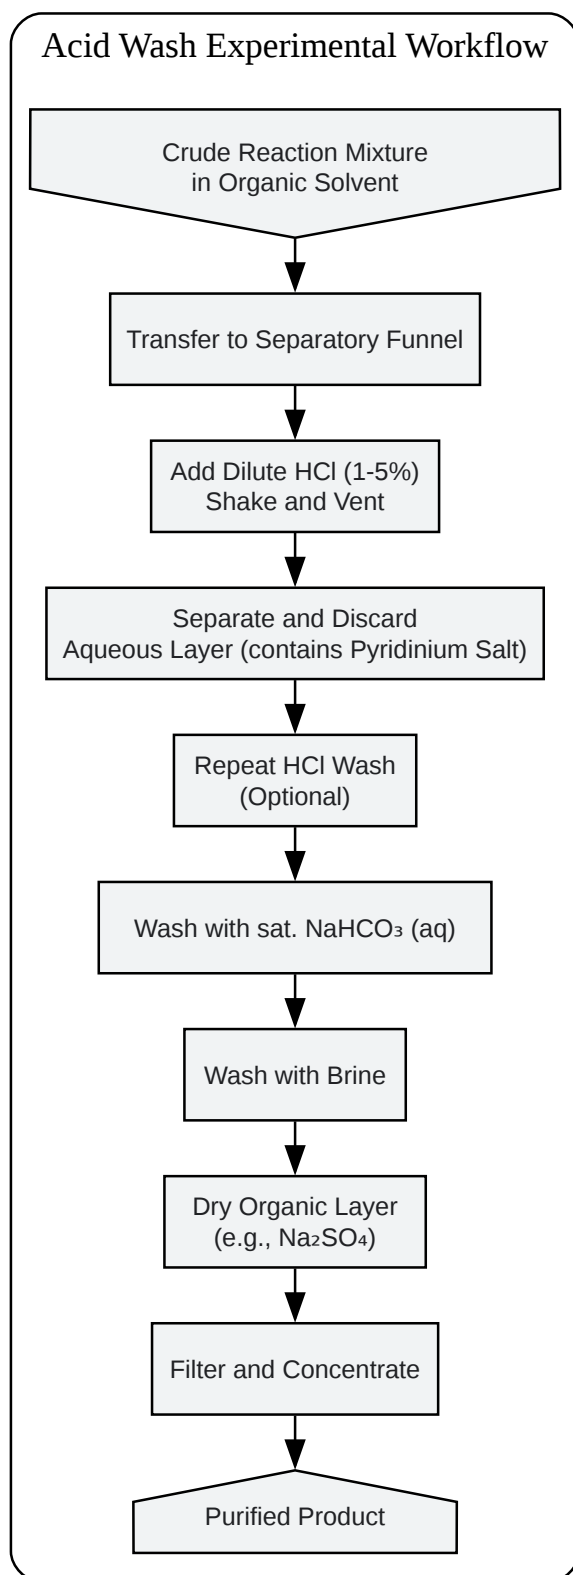 Acid Wash Experimental Workflow
Crude Reaction Mixture
in Organic Solvent
Transfer to Separatory Funnel
Add Dilute HCl (1-5%)
Shake and Vent
Separate and Discard
Aqueous Layer (contains Pyridinium Salt)
Repeat HCl Wash
(Optional)
Wash with sat. NaHCO₃ (aq)
Wash with Brine
Dry Organic Layer
(e.g., Na₂SO₄)
Filter and Concentrate
Purified Product